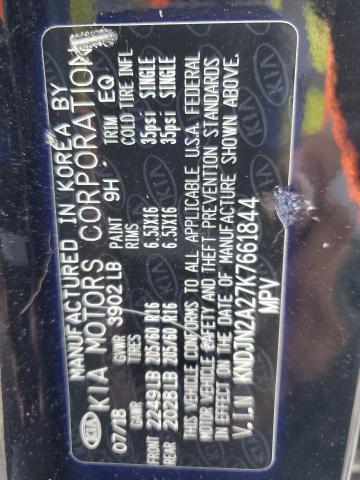 MANUFACTURED IN KOREA BY
KIA MOTORS CORPORATION
07/18 GVWR 3902 LB PAINT 9H TRIM EQ
GAWR TIRES RIMS COLD TIRE INFL
FRONT 2249LB 205/60 R16 6.5JX16 35psi SINGLE
REAR 2028LB 205/60 R16 6.5JX16 35psi SINGLE
THIS VEHICLE CONFORMS TO ALL APPLICABLE U.S.A. FEDERAL
MOTOR VEHICLE SAFETY AND THEFT PREVENTION STANDARDS
IN EFFECT ON THE DATE OF MANUFACTURE SHOWN ABOVE.
V.I.N KNDJN2A27K7661844
MPV
KIA